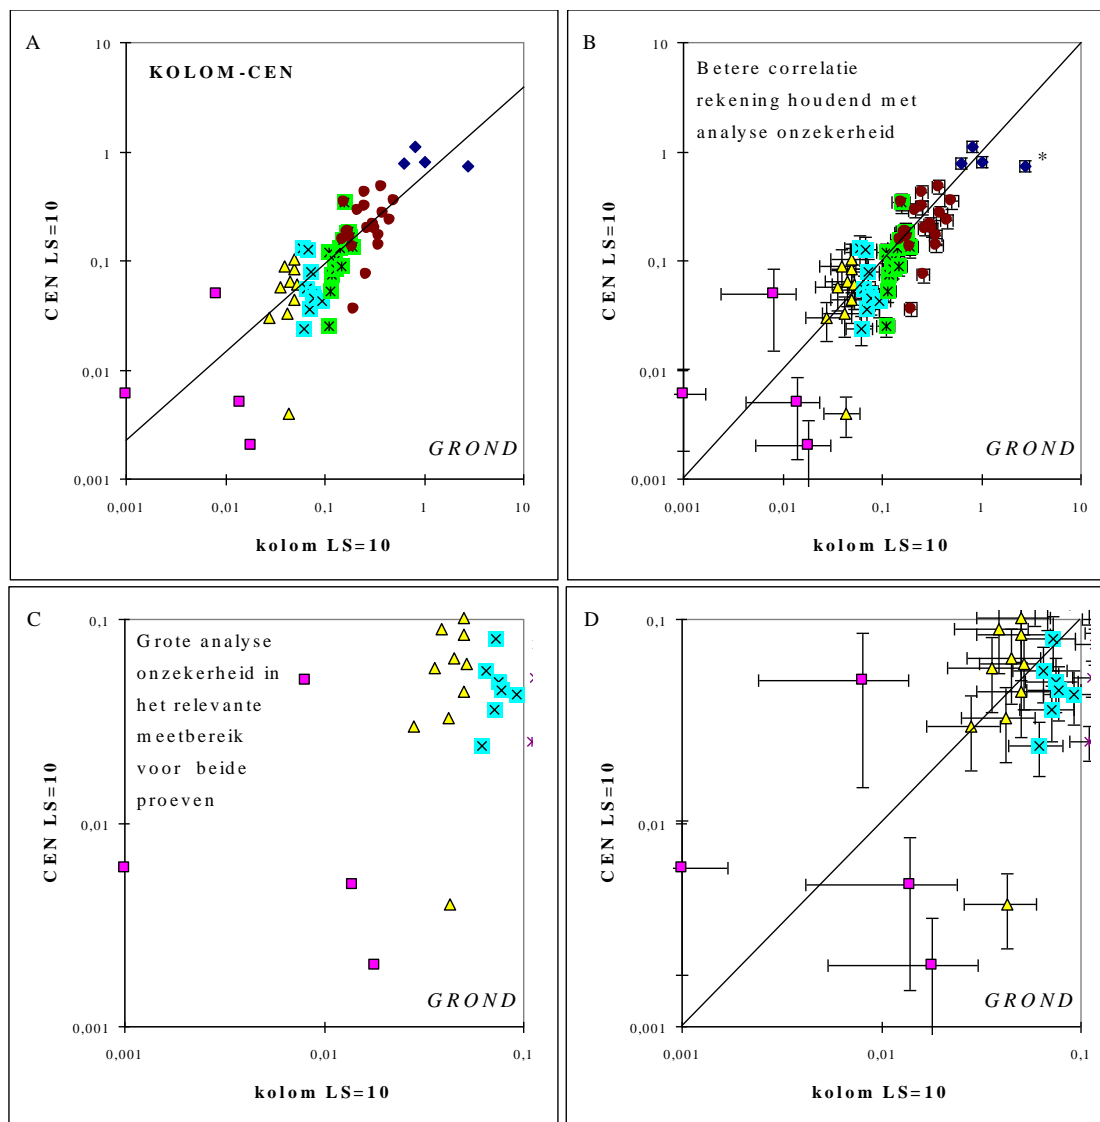 A
KOLOM-CEN
CEN LS=10
10
1
0,1
0,01
0,001
0,001
0,01
0,1
1
10
GROND
kolom LS=10
B
Betere correlatie
rekening houdend met
analyse onzekerheid
*
CEN LS=10
10
1
0,1
0,01
0,001
0,001
0,01
0,1
1
10
GROND
kolom LS=10
C
Grote analyse
onzekerheid in
het relevante
meetbereik
voor beide
proeven
CEN LS=10
0,1
0,01
0,001
0,001
0,01
0,1
GROND
kolom LS=10
D
CEN LS=10
0,1
0,01
0,001
0,001
0,01
0,1
GROND
kolom LS=10